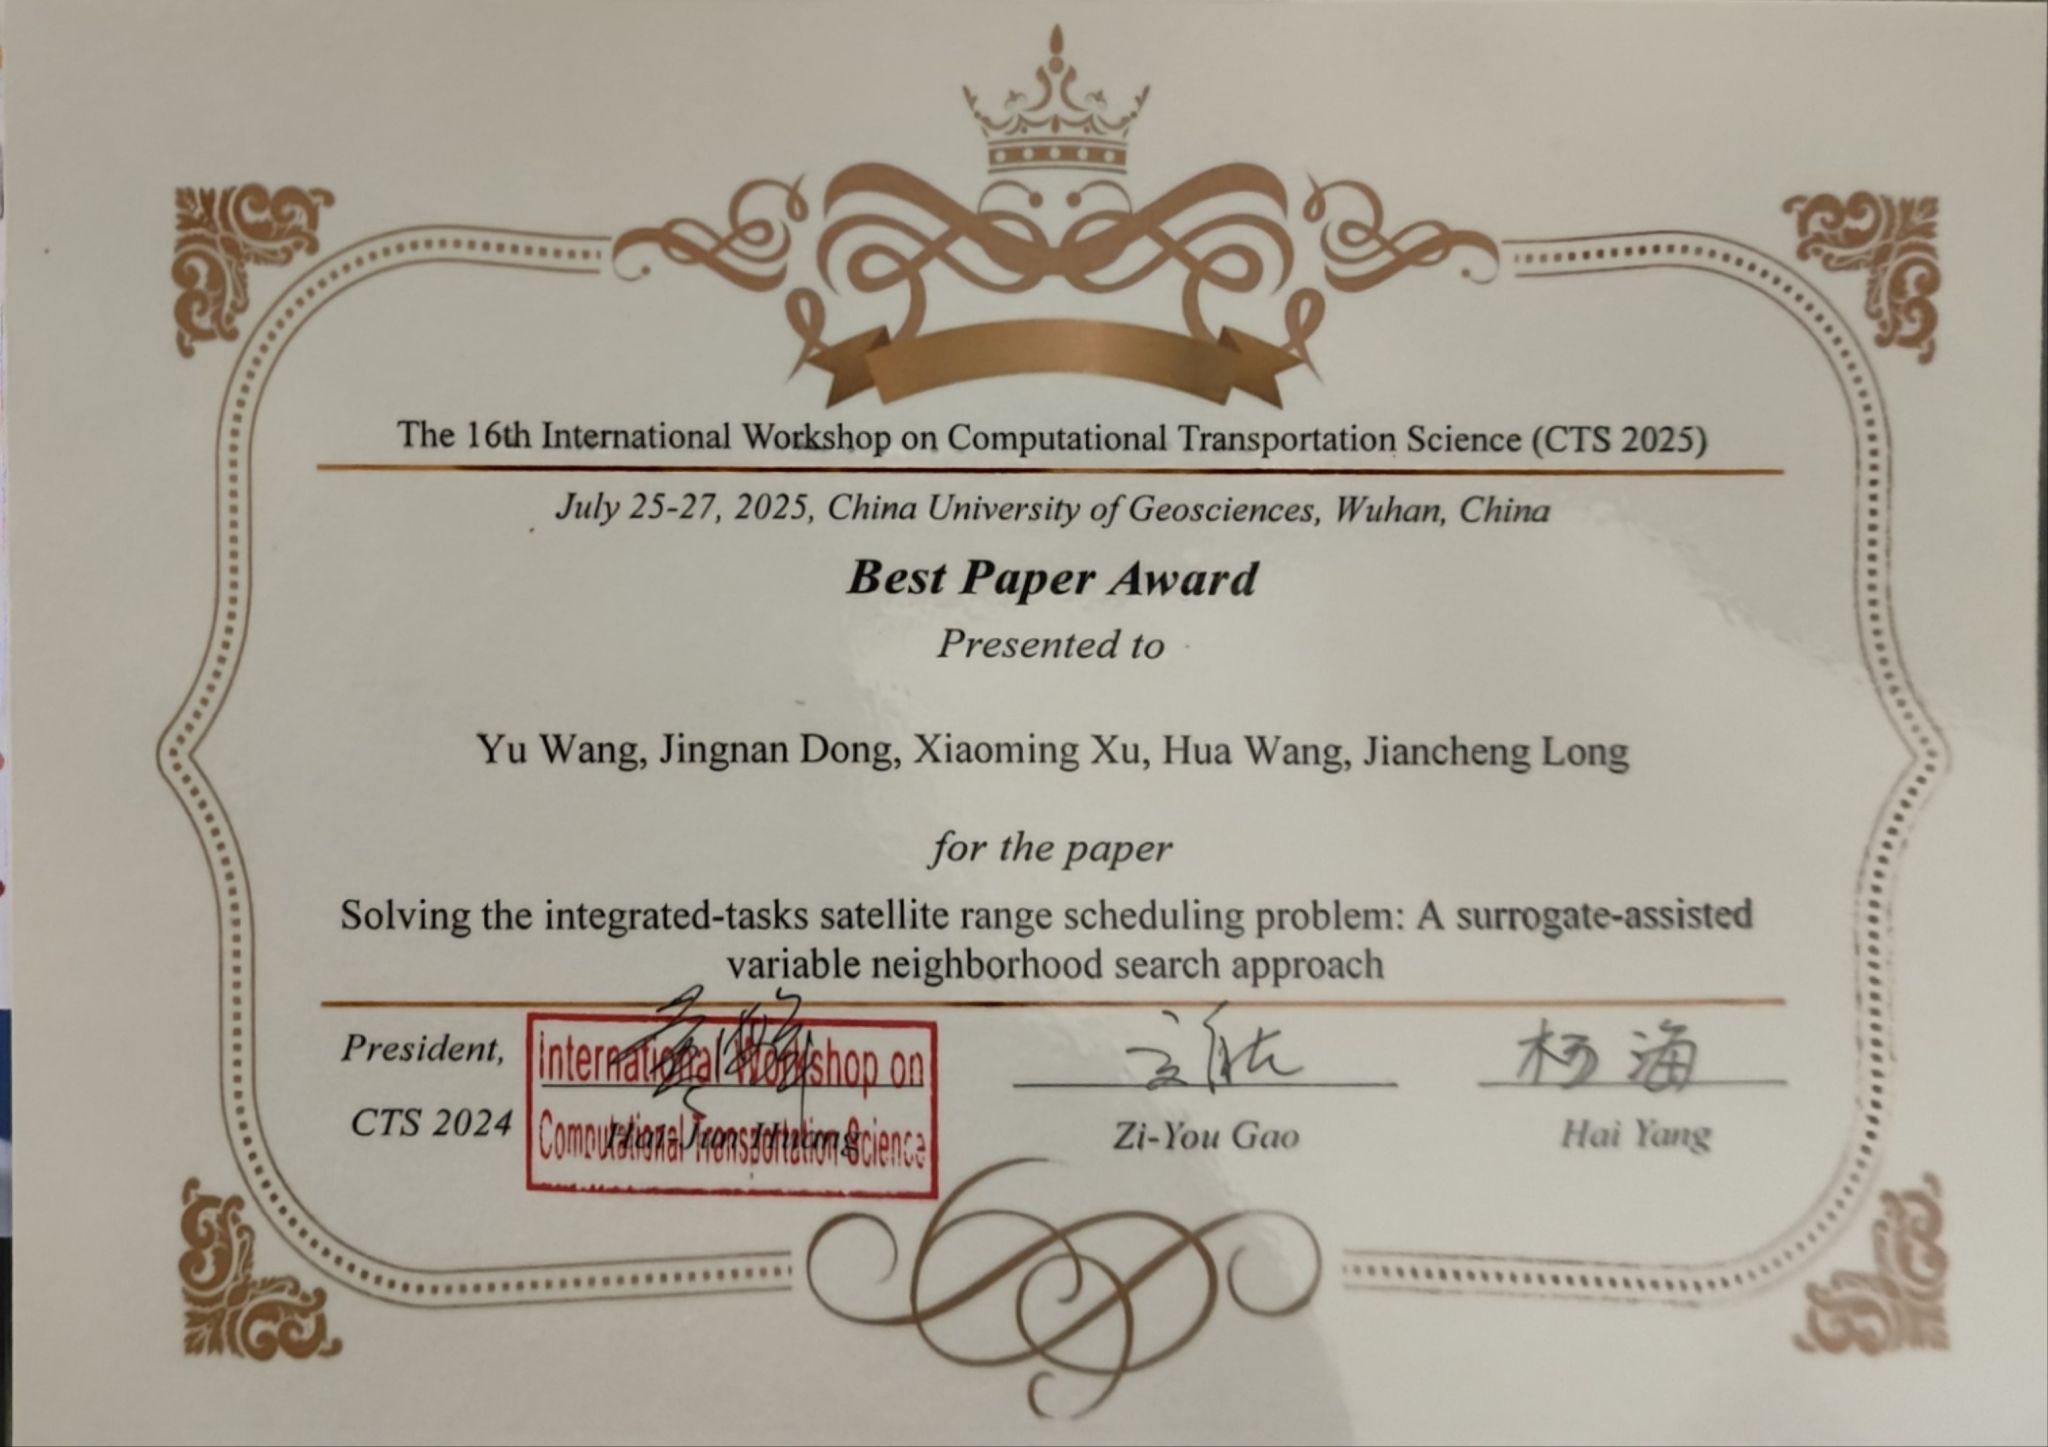 The 16th International Workshop on Computational Transportation Science (CTS 2025)
July 25-27, 2025, China University of Geosciences, Wuhan, China
Best Paper Award
Presented to
Yu Wang, Jingnan Dong, Xiaoming Xu, Hua Wang, Jiancheng Long
for the paper
Solving the integrated-tasks satellite range scheduling problem: A surrogate-assisted
variable neighborhood search approach
President,
CTS 2024
International Workshop on
Computational Transportation Science
Hai-Jun Huang
Zi-You Gao
杨海
Hai Yang